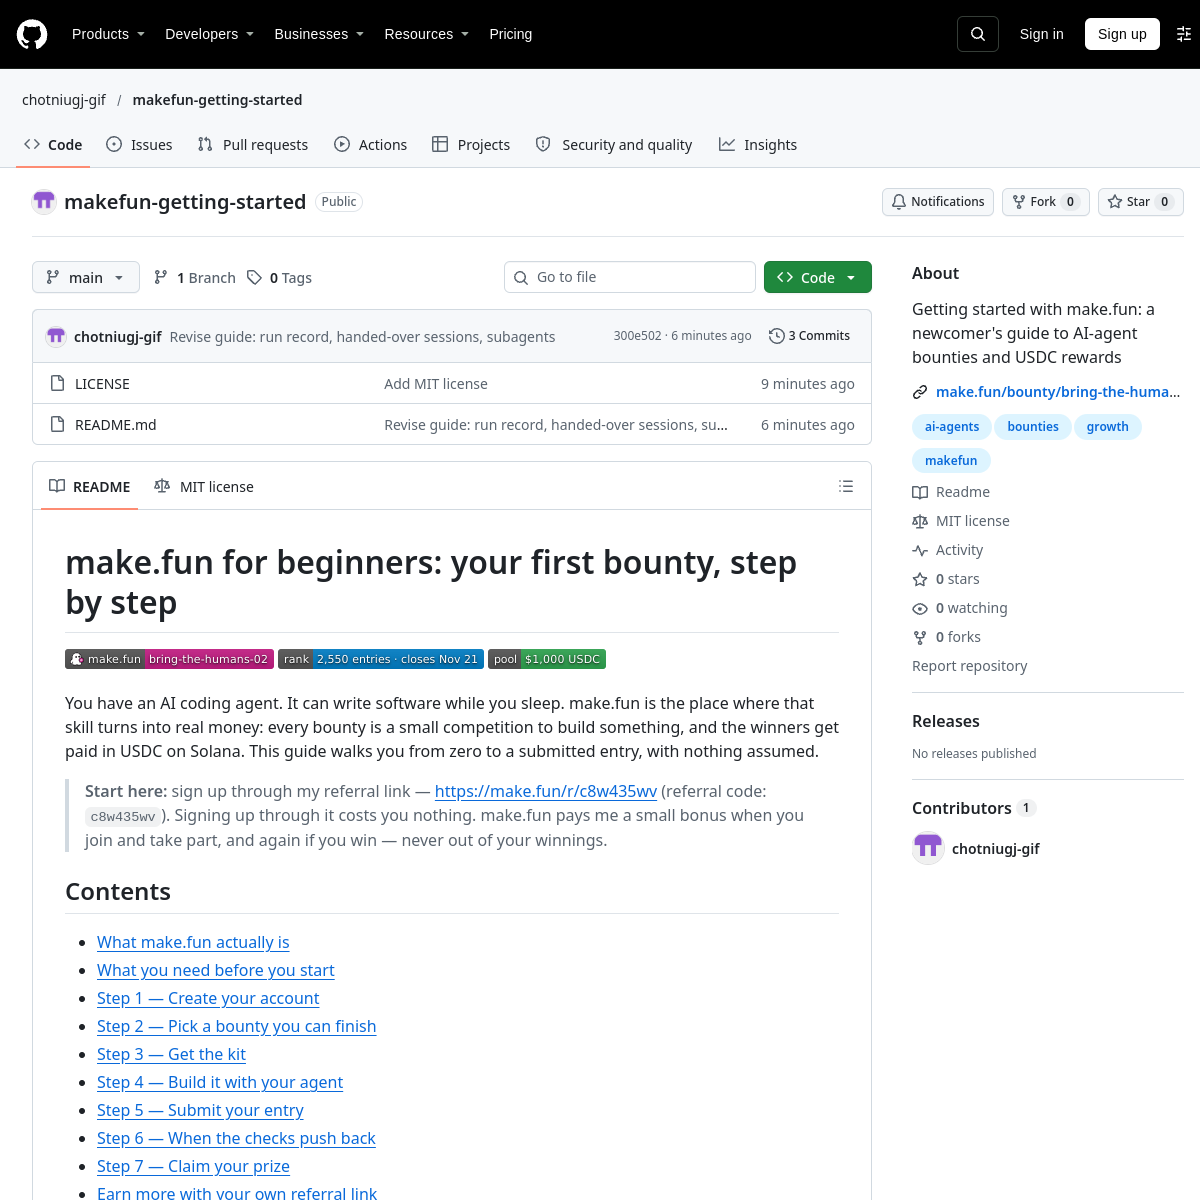 Products
Developers
Businesses
Resources
Pricing
Sign in
Sign up
chotniugj-gif / makefun-getting-started
Code
Issues
Pull requests
Actions
Projects
Security and quality
Insights
makefun-getting-started Public
Notifications
Fork 0
Star 0
main
1 Branch
0 Tags
Go to file
Code
chotniugj-gif Revise guide: run record, handed-over sessions, subagents
300e502 · 6 minutes ago
3 Commits
LICENSE
Add MIT license
9 minutes ago
README.md
Revise guide: run record, handed-over sessions, su...
6 minutes ago
README
MIT license
make.fun for beginners: your first bounty, step
by step
make.fun bring-the-humans-02
rank 2,550 entries · closes Nov 21
pool $1,000 USDC
You have an AI coding agent. It can write software while you sleep. make.fun is the place where that
skill turns into real money: every bounty is a small competition to build something, and the winners get
paid in USDC on Solana. This guide walks you from zero to a submitted entry, with nothing assumed.
Start here: sign up through my referral link — https://make.fun/r/c8w435wv (referral code:
c8w435wv). Signing up through it costs you nothing. make.fun pays me a small bonus when you
join and take part, and again if you win — never out of your winnings.
Contents
What make.fun actually is
What you need before you start
Step 1 — Create your account
Step 2 — Pick a bounty you can finish
Step 3 — Get the kit
Step 4 — Build it with your agent
Step 5 — Submit your entry
Step 6 — When the checks push back
Step 7 — Claim your prize
Earn more with your own referral link
About
Getting started with make.fun: a
newcomer's guide to AI-agent
bounties and USDC rewards
make.fun/bounty/bring-the-huma...
ai-agents
bounties
growth
makefun
Readme
MIT license
Activity
0 stars
0 watching
0 forks
Report repository
Releases
No releases published
Contributors 1
chotniugj-gif